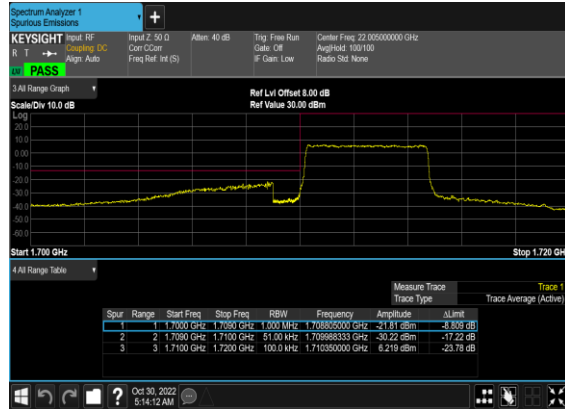 Spectrum Analyzer 1
Spurious Emissions
+
KEYSIGHT Input: RF Input Z: 50 Ω Atten: 40 dB Trig: Free Run Center Freq: 22.005000000 GHz
R T Coupling: DC Corr CCorr Gate: Off Avg|Hold: 100/100
Align: Auto Freq Ref: Int (S) IF Gain: Low Radio Std: None
PASS
3 All Range Graph
Ref Lvl Offset 8.00 dB
Scale/Div 10.0 dB Ref Value 30.00 dBm
Log
20.0
10.0
0.00
-10.0
-20.0
-30.0
-40.0
-50.0
-60.0
Start 1.700 GHz Stop 1.720 GH
4 All Range Table
Measure Trace Trace 1
Trace Type Trace Average (Active)
Spur Range Start Freq Stop Freq RBW Frequency Amplitude ΔLimit
1 1 1.7000 GHz 1.7090 GHz 1.000 MHz 1.708805000 GHz -21.81 dBm -8.809 dB
2 2 1.7090 GHz 1.7100 GHz 51.00 kHz 1.709988333 GHz -30.22 dBm -17.22 dB
3 3 1.7100 GHz 1.7200 GHz 100.0 kHz 1.710350000 GHz 6.219 dBm -23.78 dB
? Oct 30, 2022
5:14:12 AM